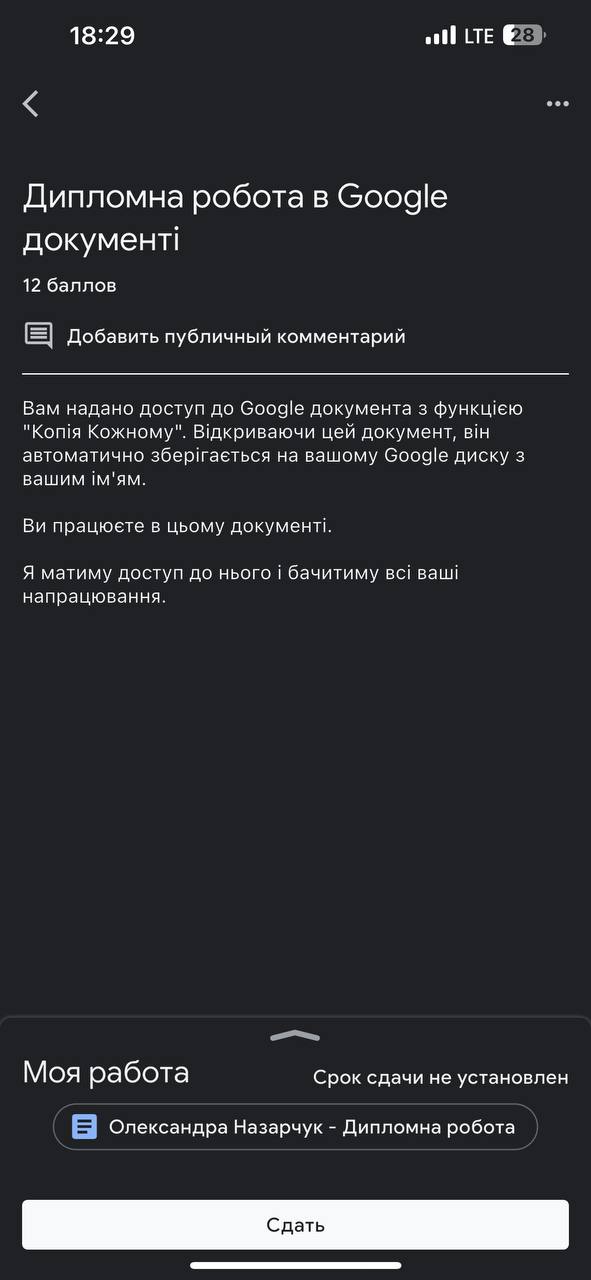 18:29
LTE 28
Дипломна робота в Google
документі
12 баллов
Добавить публичный комментарий
Вам надано доступ до Google документа з функцією
"Копія Кожному". Відкриваючи цей документ, він
автоматично зберігається на вашому Google диску з
вашим ім'ям.
Ви працюєте в цьому документі.
Я матиму доступ до нього і бачитиму всі ваші
напрацювання.
Моя работа
Срок сдачи не установлен
Олександра Назарчук - Дипломна робота
Сдать